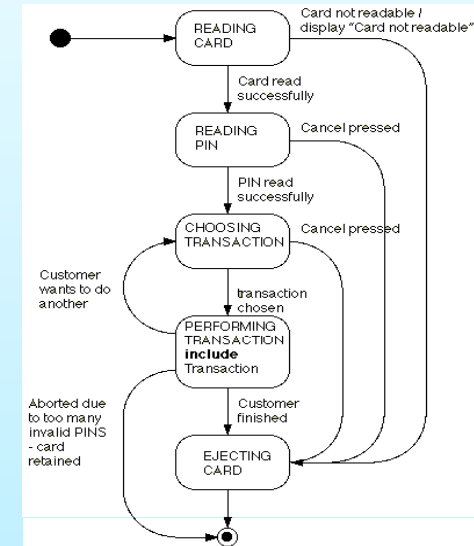 READING
CARD
Card not readable /
display "Card not readable"
Card read
successfully
READING
PIN
Cancel pressed
PIN read
successfully
CHOOSING
TRANSACTION
Cancel pressed
Customer
wants to do
another
transaction
chosen
PERFORMING
TRANSACTION
include
Transaction
Aborted due
to too many
invalid PINS
- card
retained
Customer
finished
EJECTING
CARD